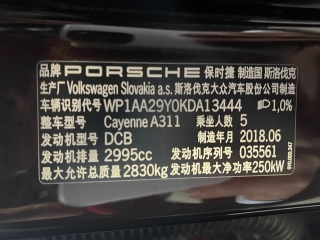 品牌 PORSCHE 保时捷 制造国 斯洛伐克
生产厂 Volkswagen Slovakia a.s. 斯洛伐克大众汽车股份公司制造
车辆识别代号 WP1AA29Y0KDA13444 1,0%
整车型号 Cayenne A311 乘坐人数 5
发动机型号 DCB 制造年月 2018.06
发动机排量 2995cc 发动机序列号 035561
最大允许总质量 2830kg 发动机最大净功率 250kW